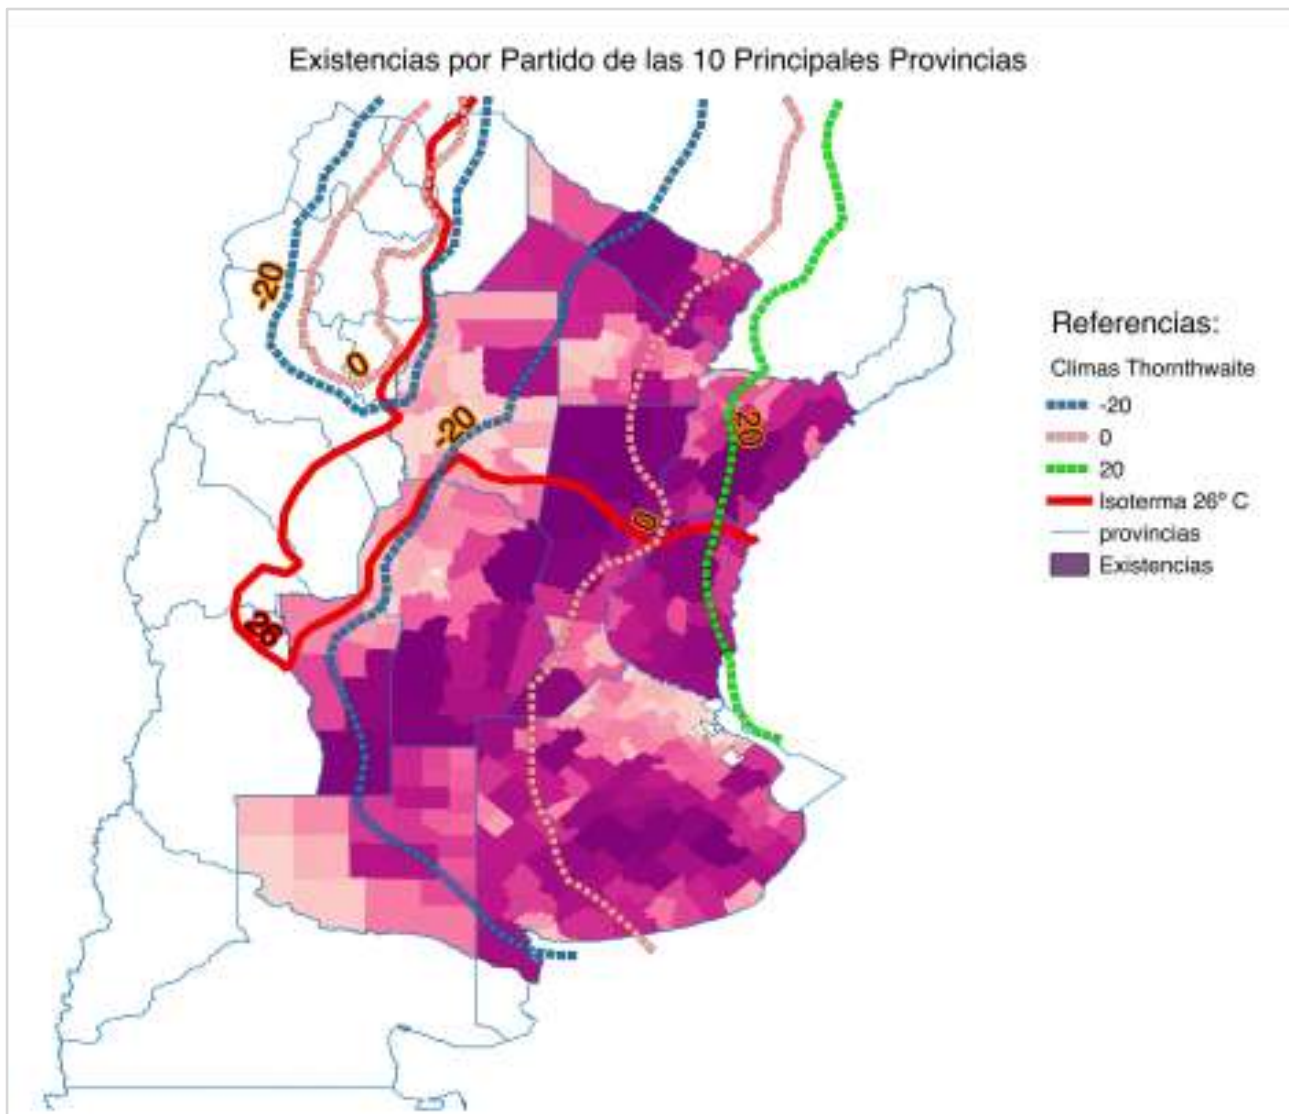 Existencias por Partido de las 10 Principales Provincias
-20
0
-20
20
0
26
Referencias:
Climas Thornthwaite
-20
0
20
Isoterma 26º C
provincias
Existencias